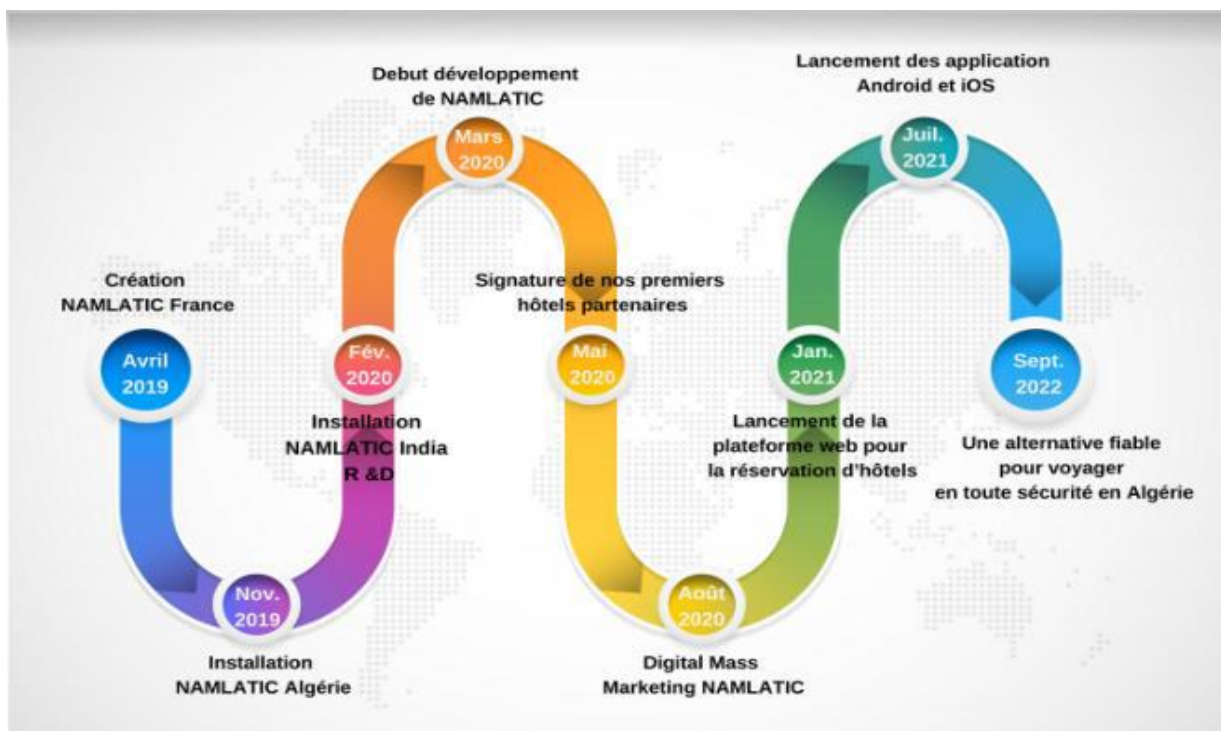 Création
NAMLATIC France
Avril
2019
Nov.
2019
Installation
NAMLATIC Algérie
Fév.
2020
Installation
NAMLATIC India
R &D
Debut développement
de NAMLATIC
Mars
2020
Signature de nos premiers
hôtels partenaires
Mai
2020
Août
2020
Digital Mass
Marketing NAMLATIC
Jan.
2021
Lancement de la
plateforme web pour
la réservation d'hôtels
Lancement des application
Android et iOS
Juil.
2021
Sept.
2022
Une alternative fiable
pour voyager
en toute sécurité en Algérie